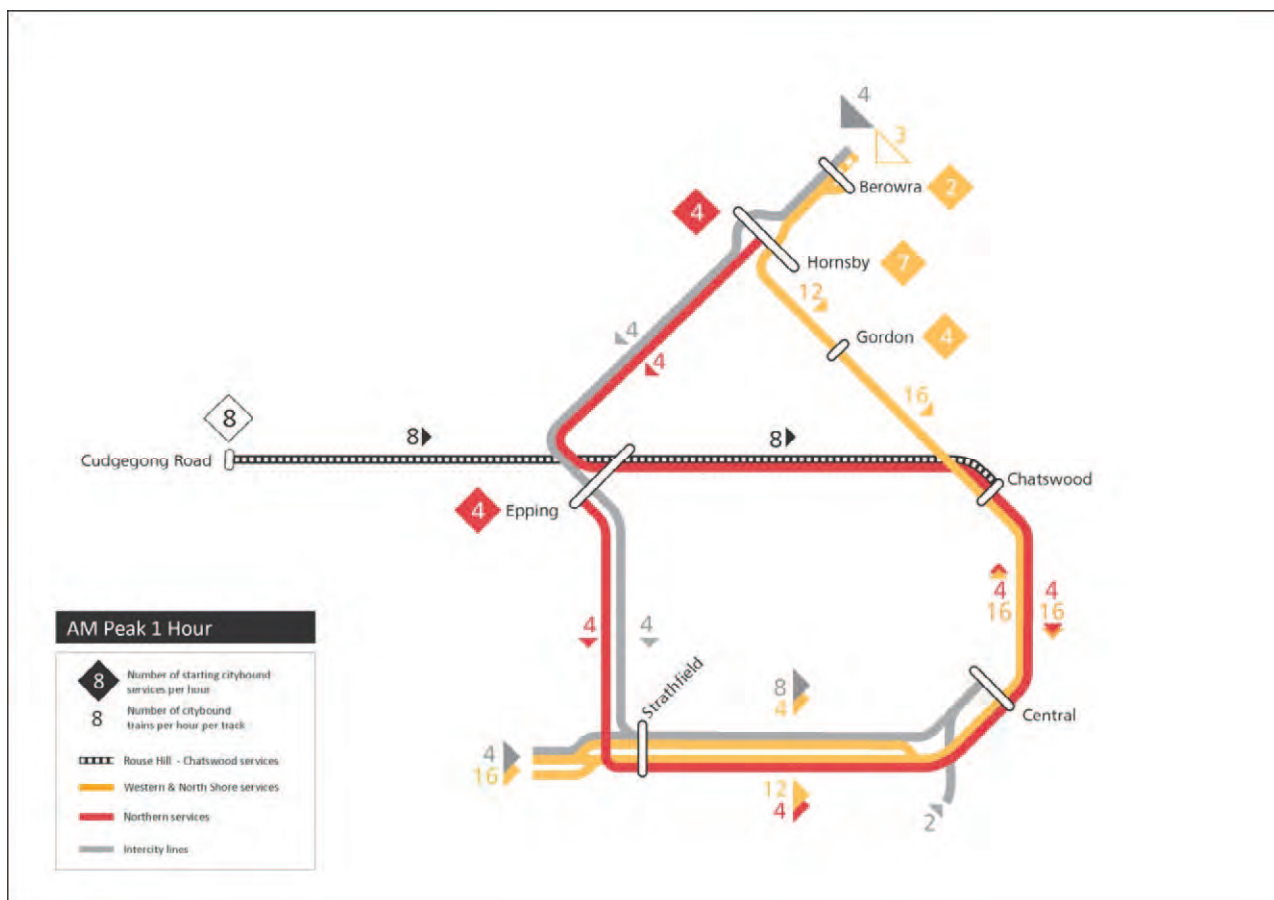 4
3
Berowra
2
4
Hornsby
7
12
Gordon
4
4
4
16
8
8
8
Cudgegong Road
Chatswood
4
Epping
4
16
4
16
4
4
Strathfield
8
4
Central
4
16
12
4
2
AM Peak 1 Hour
8
Number of starting citybound
services per hour
8
Number of citybound
trains per hour per track
Rouse Hill - Chatswood services
Western & North Shore services
Northern services
Intercity lines